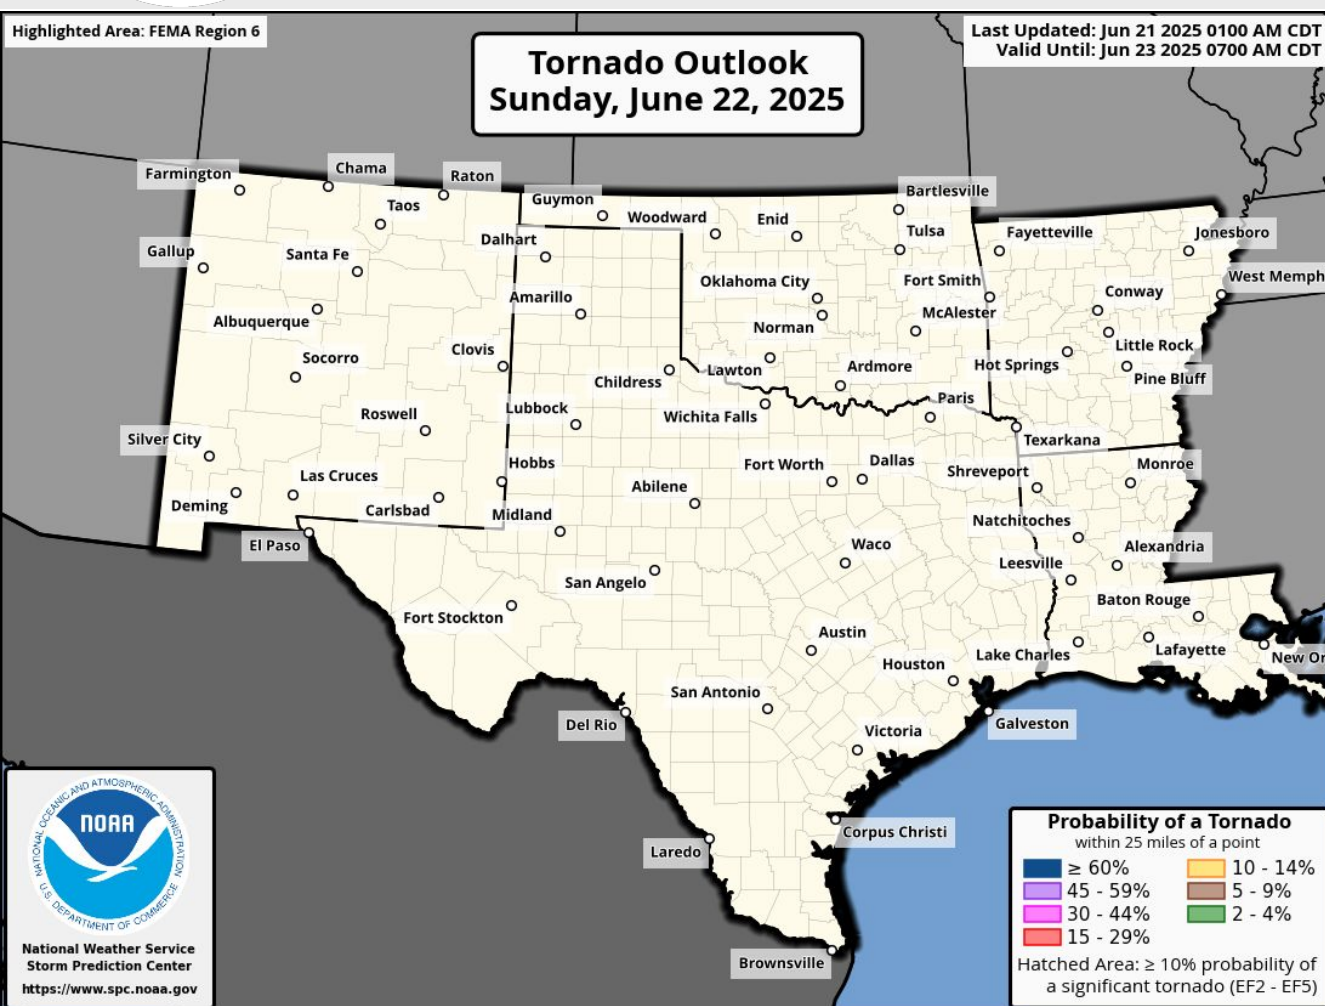 Highlighted Area: FEMA Region 6
Last Updated: Jun 21 2025 0100 AM CDT
Valid Until: Jun 23 2025 0700 AM CDT
Tornado Outlook
Sunday, June 22, 2025
Farmington
Chama
Raton
Taos
Guymon
Woodward
Enid
Bartlesville
Tulsa
Fayetteville
Jonesboro
Gallup
Santa Fe
Dalhart
Oklahoma City
Fort Smith
West Memph
Albuquerque
Amarillo
Norman
McAlester
Conway
Little Rock
Socorro
Clovis
Childress
Lawton
Ardmore
Hot Springs
Pine Bluff
Roswell
Lubbock
Wichita Falls
Paris
Texarkana
Silver City
Las Cruces
Hobbs
Abilene
Fort Worth
Dallas
Shreveport
Monroe
Deming
Carlsbad
Midland
Natchitoches
El Paso
San Angelo
Waco
Leesville
Alexandria
Fort Stockton
Austin
Baton Rouge
Houston
Lake Charles
Lafayette
New Or
Del Rio
San Antonio
Victoria
Galveston
Laredo
Corpus Christi
Brownsville
NATIONAL OCEANIC AND ATMOSPHERIC ADMINISTRATION
NOAA
U.S. DEPARTMENT OF COMMERCE
National Weather Service
Storm Prediction Center
https://www.spc.noaa.gov
Probability of a Tornado
within 25 miles of a point
≥ 60%
45 - 59%
30 - 44%
15 - 29%
10 - 14%
5 - 9%
2 - 4%
Hatched Area: ≥ 10% probability of
a significant tornado (EF2 - EF5)